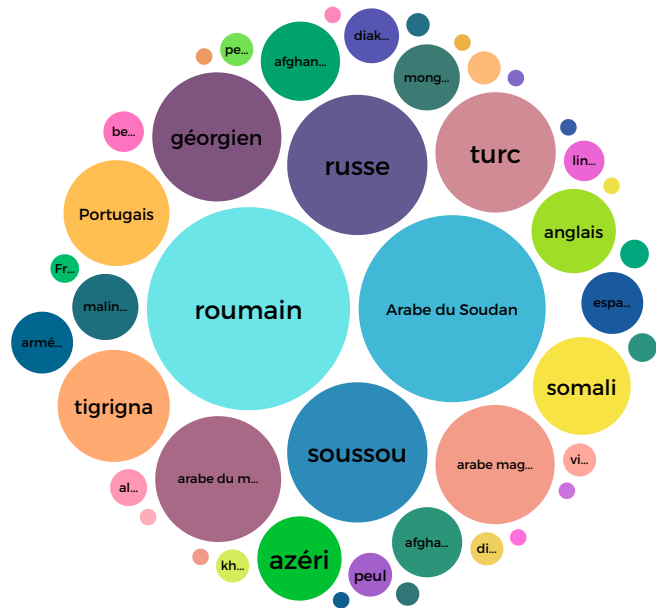 diak…
pe…
afghan…
mong…
géorgien
russe
turc
be…
lin…
Portugais
anglais
Fr…
malin…
roumain
Arabe du Soudan
espa…
armé…
tigrigna
somali
soussou
arabe du m…
arabe mag…
vi…
al…
afgha…
di…
azéri
kh…
peul